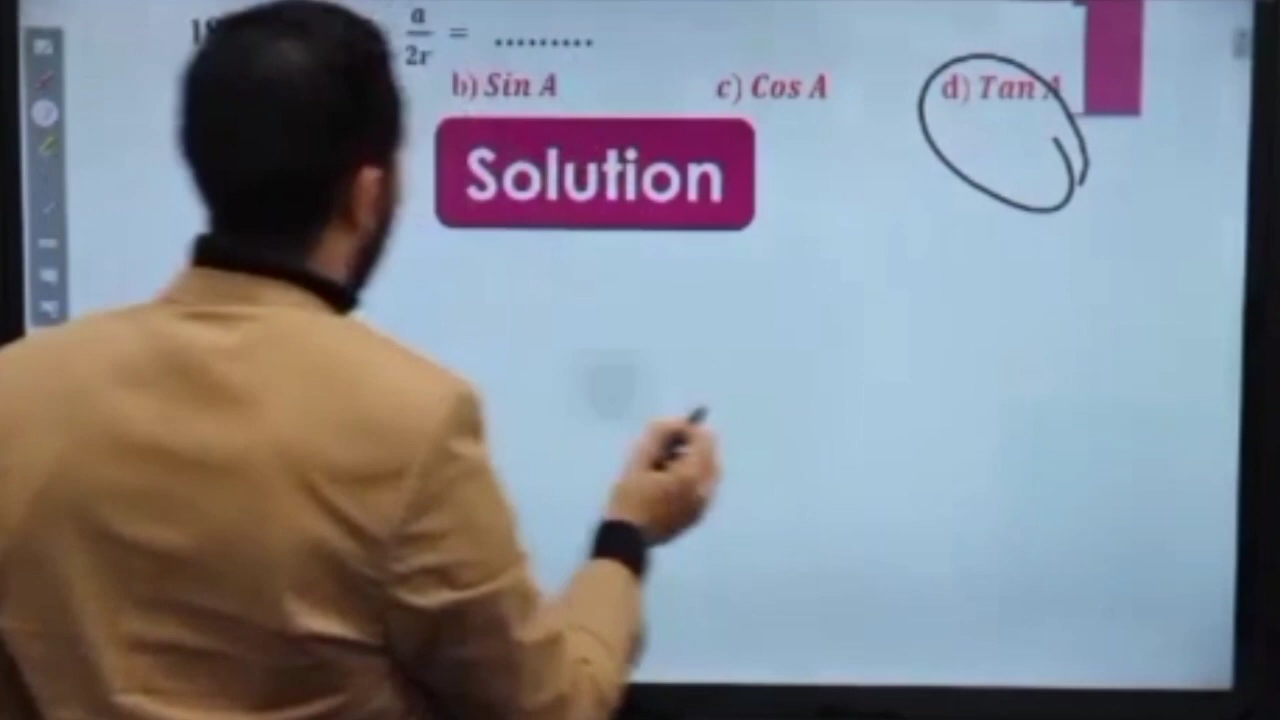 a/2r = .........
b) Sin A c) Cos A d) Tan A
Solution